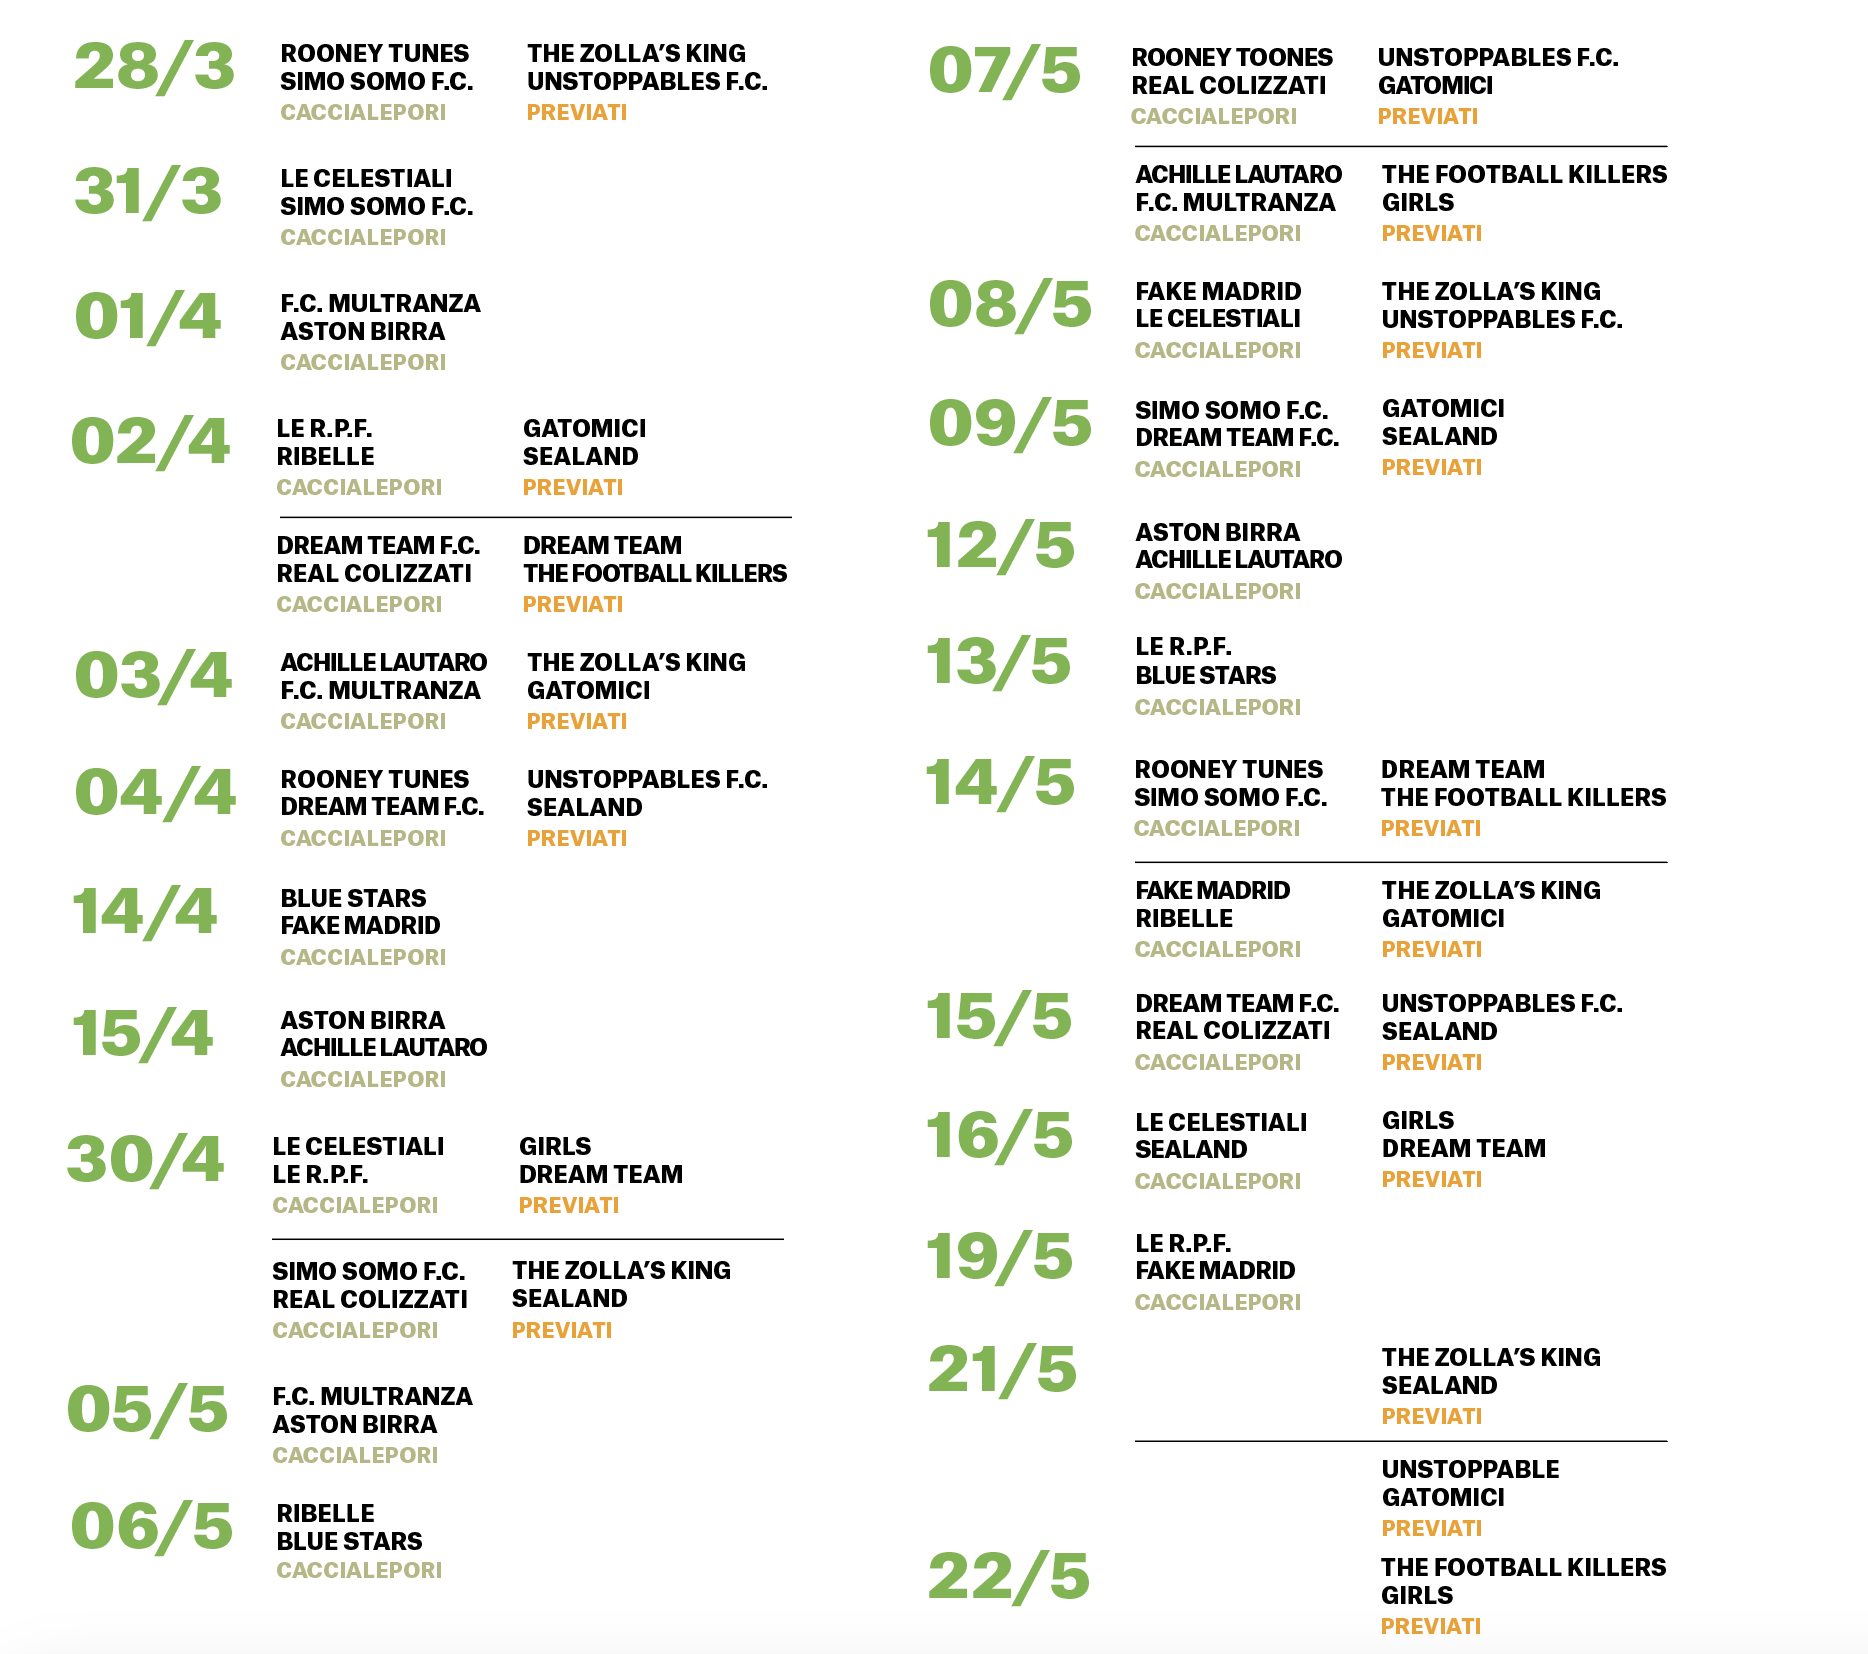 28/3
ROONEY TUNES
SIMO SOMO F.C.
CACCIALEPORI
THE ZOLLA'S KING
UNSTOPPABLES F.C.
PREVIATI
31/3
LE CELESTIALI
SIMO SOMO F.C.
CACCIALEPORI
01/4
F.C. MULTRANZA
ASTON BIRRA
CACCIALEPORI
02/4
LE R.P.F.
RIBELLE
CACCIALEPORI
GATOMICI
SEALAND
PREVIATI
DREAM TEAM F.C.
REAL COLIZZATI
CACCIALEPORI
DREAM TEAM
THE FOOTBALL KILLERS
PREVIATI
03/4
ACHILLE LAUTARO
F.C. MULTRANZA
CACCIALEPORI
THE ZOLLA'S KING
GATOMICI
PREVIATI
04/4
ROONEY TUNES
DREAM TEAM F.C.
CACCIALEPORI
UNSTOPPABLES F.C.
SEALAND
PREVIATI
14/4
BLUE STARS
FAKE MADRID
CACCIALEPORI
15/4
ASTON BIRRA
ACHILLE LAUTARO
CACCIALEPORI
30/4
LE CELESTIALI
LE R.P.F.
CACCIALEPORI
GIRLS
DREAM TEAM
PREVIATI
SIMO SOMO F.C.
REAL COLIZZATI
CACCIALEPORI
THE ZOLLA'S KING
SEALAND
PREVIATI
05/5
F.C. MULTRANZA
ASTON BIRRA
CACCIALEPORI
06/5
RIBELLE
BLUE STARS
CACCIALEPORI
07/5
ROONEY TOONES
REAL COLIZZATI
CACCIALEPORI
UNSTOPPABLES F.C.
GATOMICI
PREVIATI
ACHILLE LAUTARO
F.C. MULTRANZA
CACCIALEPORI
THE FOOTBALL KILLERS
GIRLS
PREVIATI
08/5
FAKE MADRID
LE CELESTIALI
CACCIALEPORI
THE ZOLLA'S KING
UNSTOPPABLES F.C.
PREVIATI
09/5
SIMO SOMO F.C.
DREAM TEAM F.C.
CACCIALEPORI
GATOMICI
SEALAND
PREVIATI
12/5
ASTON BIRRA
ACHILLE LAUTARO
CACCIALEPORI
13/5
LE R.P.F.
BLUE STARS
CACCIALEPORI
14/5
ROONEY TUNES
SIMO SOMO F.C.
CACCIALEPORI
DREAM TEAM
THE FOOTBALL KILLERS
PREVIATI
FAKE MADRID
RIBELLE
CACCIALEPORI
THE ZOLLA'S KING
GATOMICI
PREVIATI
15/5
DREAM TEAM F.C.
REAL COLIZZATI
CACCIALEPORI
UNSTOPPABLES F.C.
SEALAND
PREVIATI
16/5
LE CELESTIALI
SEALAND
CACCIALEPORI
GIRLS
DREAM TEAM
PREVIATI
19/5
LE R.P.F.
FAKE MADRID
CACCIALEPORI
21/5
THE ZOLLA'S KING
SEALAND
PREVIATI
UNSTOPPABLE
GATOMICI
PREVIATI
22/5
THE FOOTBALL KILLERS
GIRLS
PREVIATI